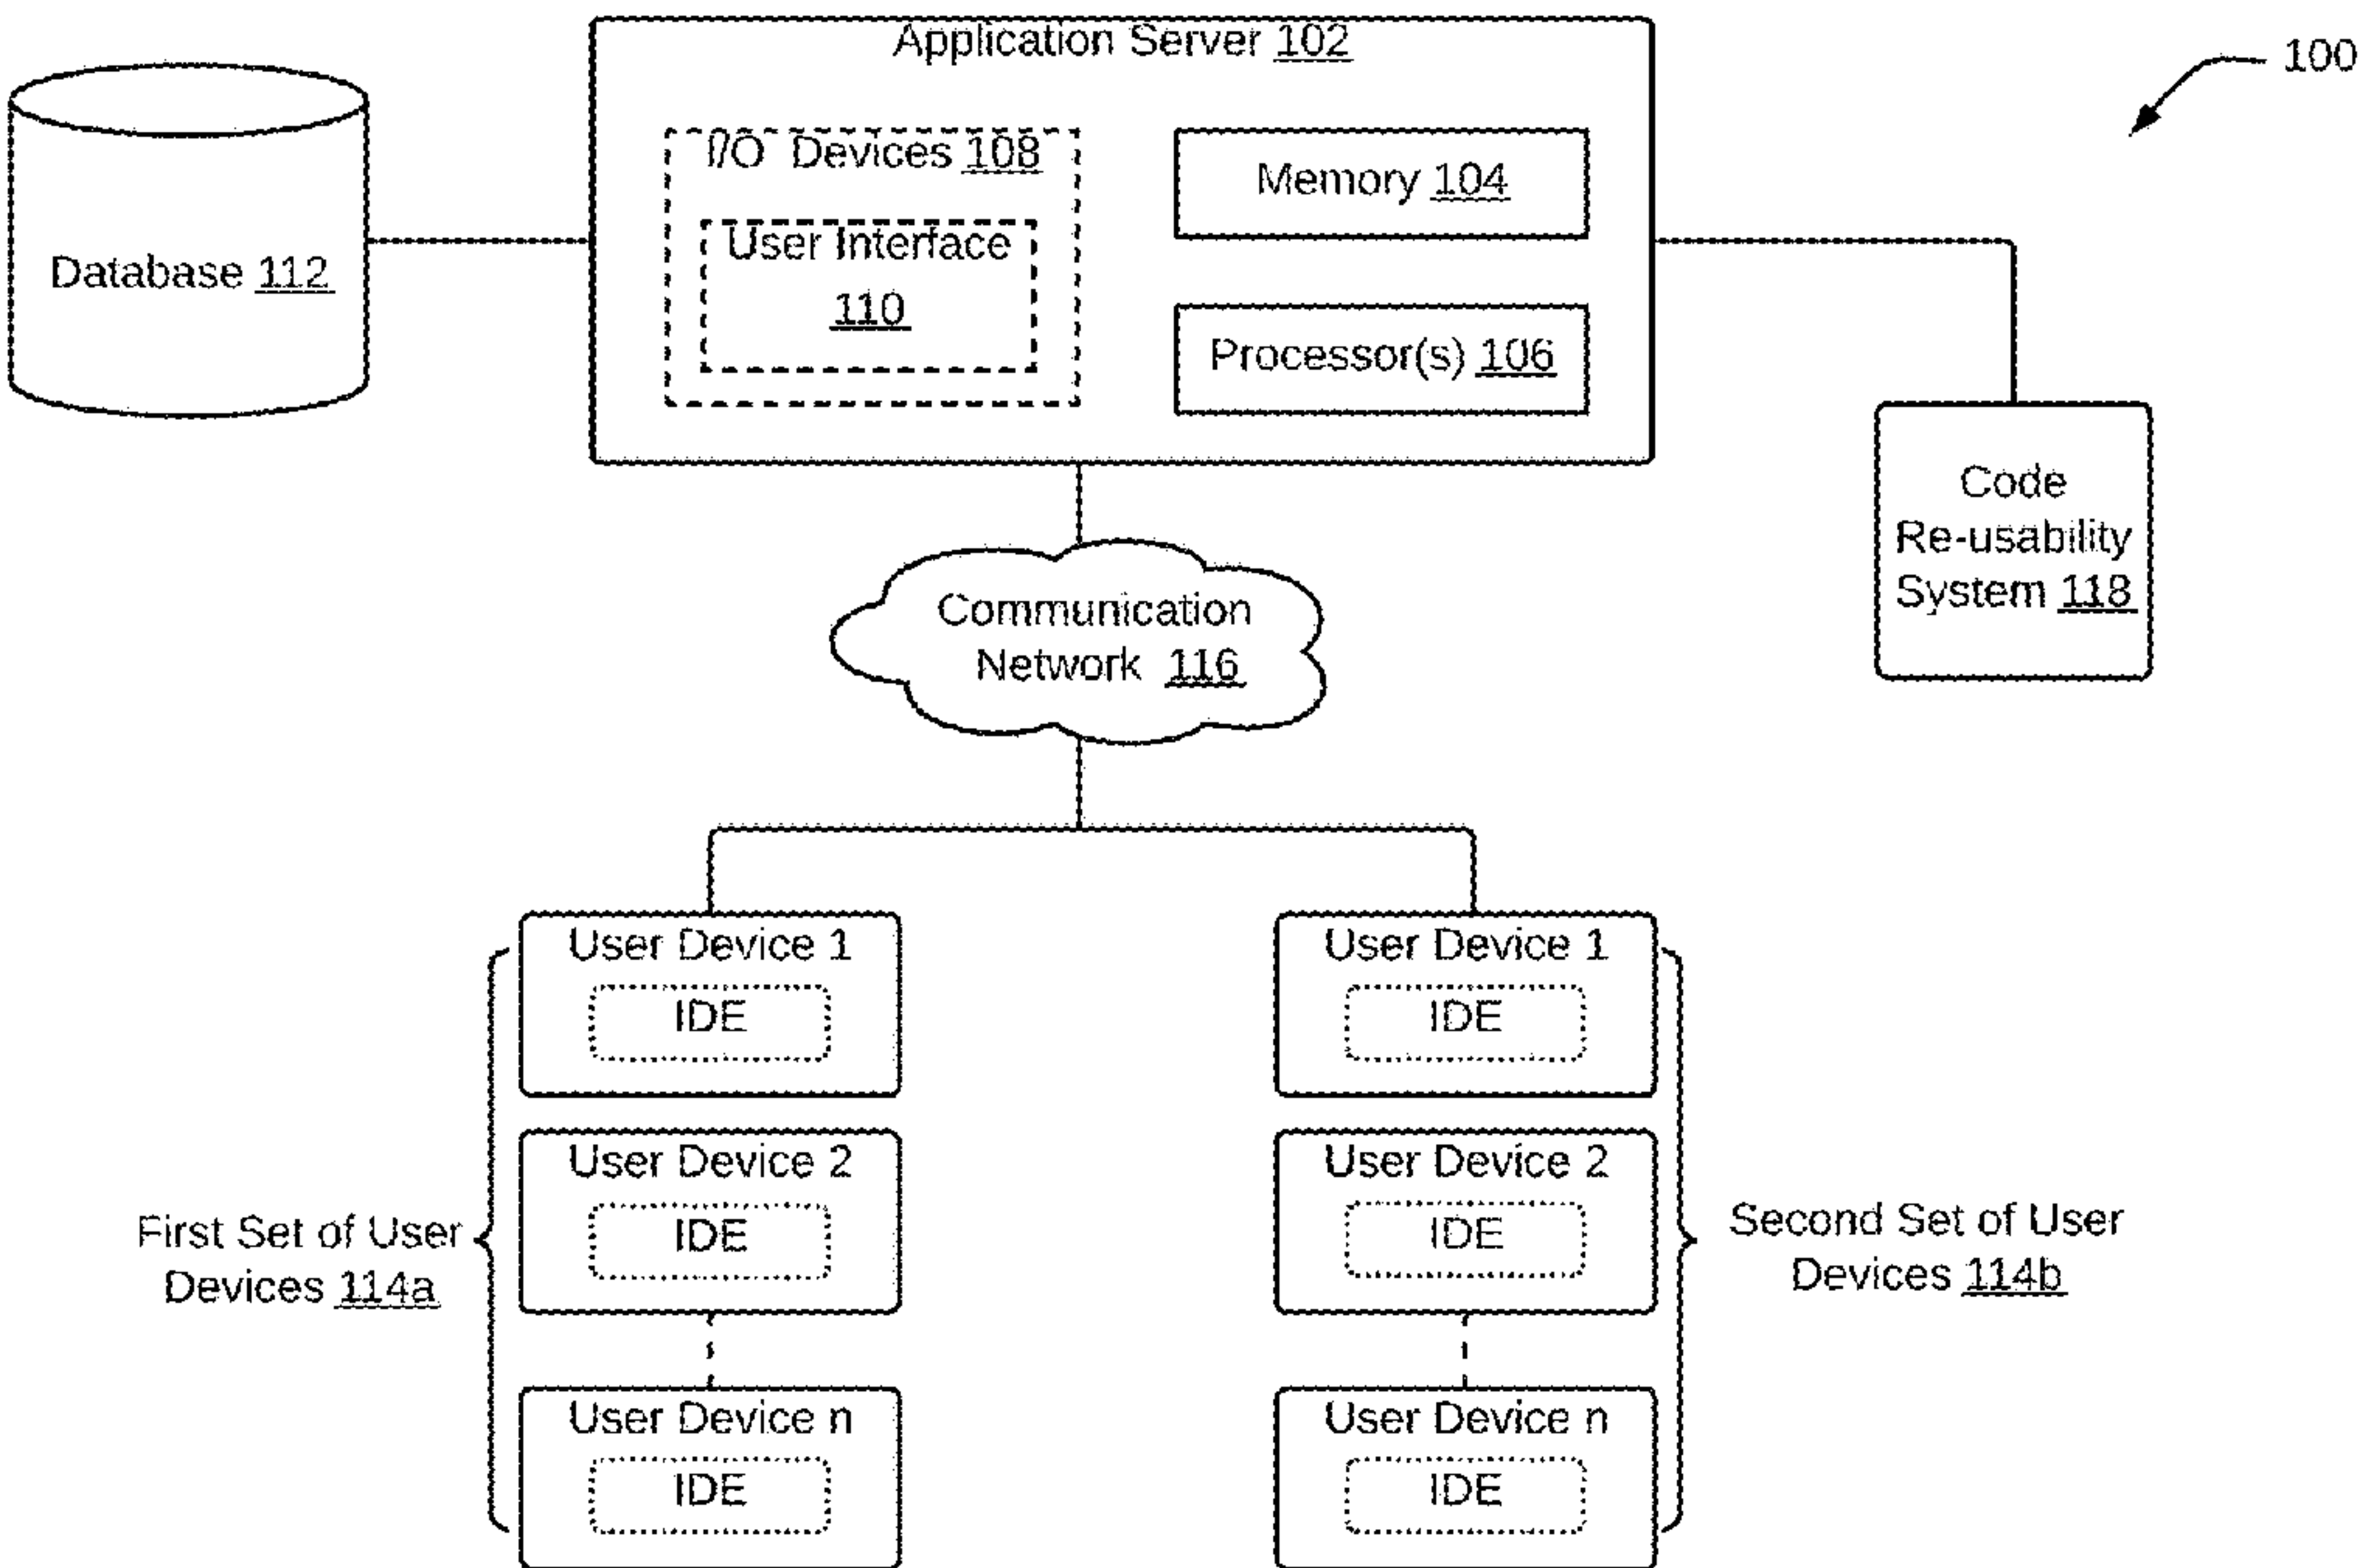 Application Server 102
100
I/O Devices 108
Memory 104
User Interface
110
Database 112
Processor(s) 106
Code
Re-usability
System 118
Communication
Network 116
User Device 1
IDE
User Device 2
IDE
User Device n
IDE
First Set of User
Devices 114a
User Device 1
IDE
User Device 2
IDE
User Device n
IDE
Second Set of User
Devices 114b